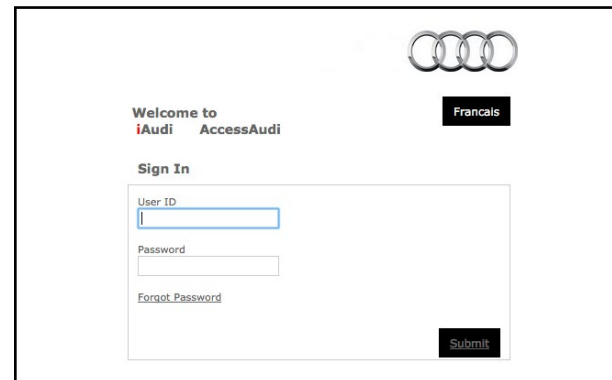 Welcome to
iAudi AccessAudi
Francais
Sign In
User ID
Password
Forgot Password
Submit